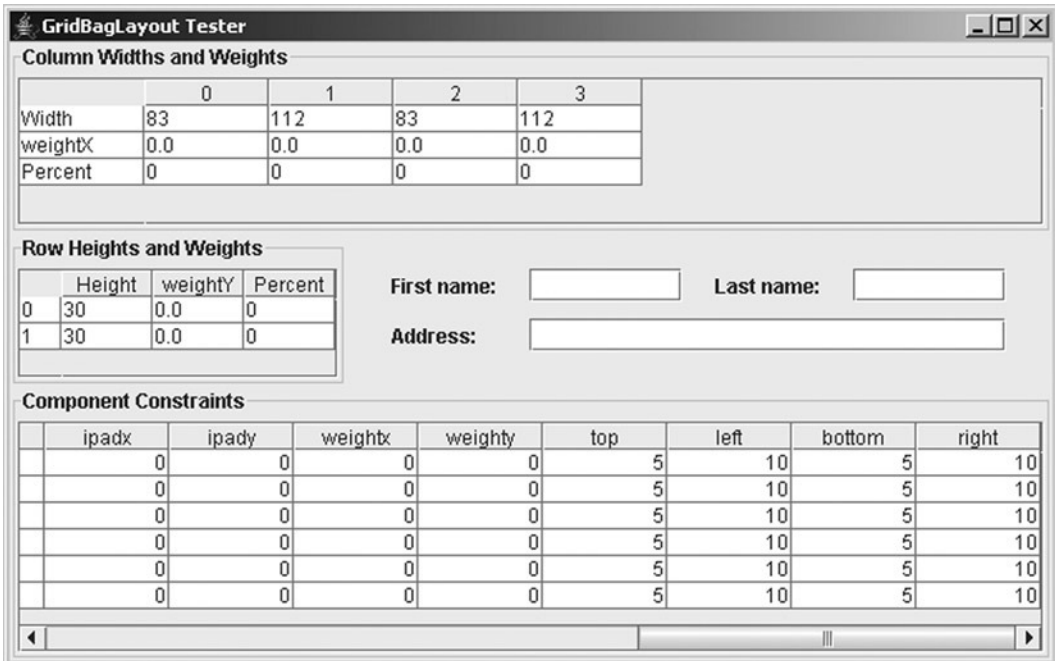 GridBagLayout Tester
Column Widths and Weights
0 1 2 3
Width 83 112 83 112
weightX 0.0 0.0 0.0 0.0
Percent 0 0 0 0
Row Heights and Weights
Height weightY Percent
0 30 0.0 0
1 30 0.0 0
First name: Last name:
Address:
Component Constraints
ipadx ipady weightx weighty top left bottom right
0 0 0 0 5 10 5 10
0 0 0 0 5 10 5 10
0 0 0 0 5 10 5 10
0 0 0 0 5 10 5 10
0 0 0 0 5 10 5 10
0 0 0 0 5 10 5 10